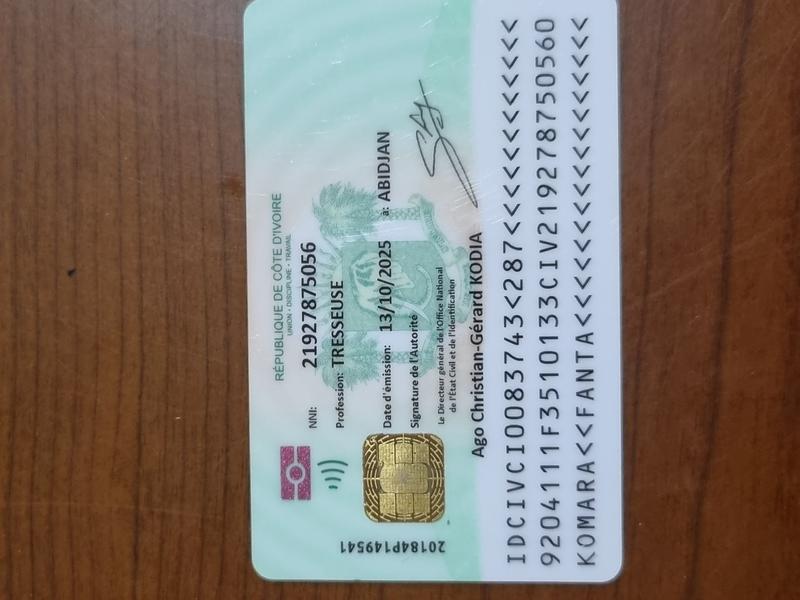 RÉPUBLIQUE DE CÔTE D'IVOIRE
UNION - DISCIPLINE - TRAVAIL
NNI: 21927875056
Profession: TRESSEUSE
Date d'émission: 13/10/2025 à: ABIDJAN
Signature de l'Autorité
Le Directeur général de l'Office National
de l'État Civil et de l'Identification
Ago Christian-Gérard KODIA
20184P149541
IDCIVCI0083743<287<<<<<<<<<<<<
9204111F3510133CIV219278750560
KOMARA<<FANTA<<<<<<<<<<<<<<<<<